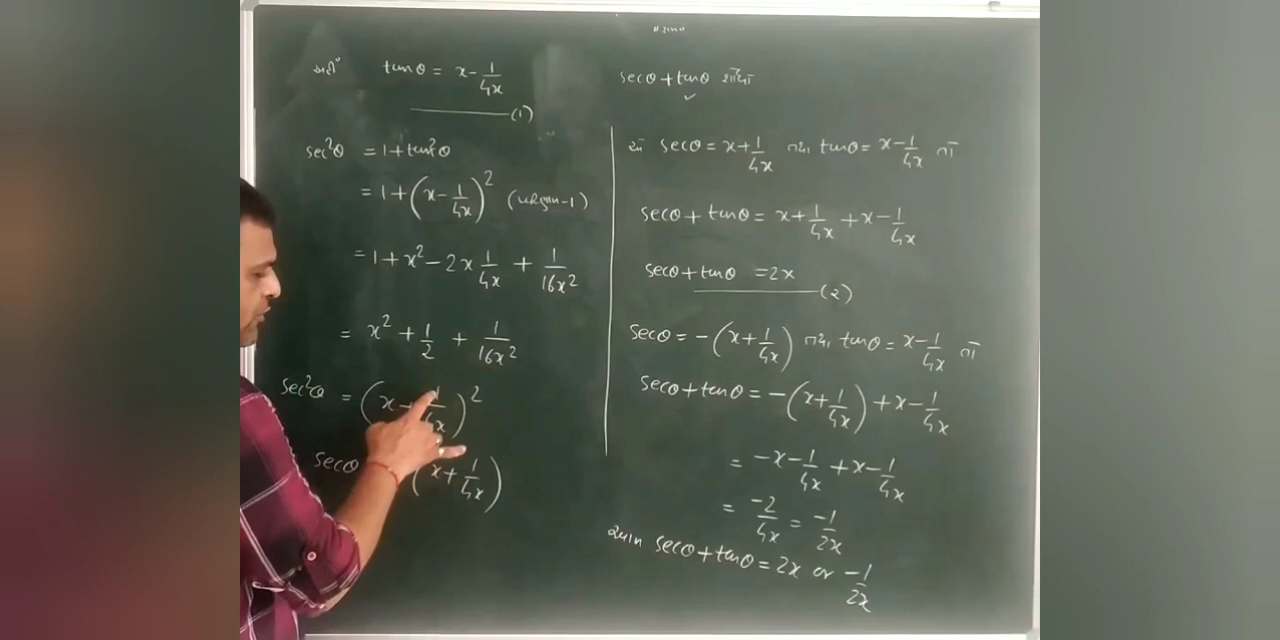 tanθ = x - 1/4x
(1)
sec²θ = 1 + tan²θ
= 1 + (x - 1/4x)²
= 1 + x² - 2x 1/4x + 1/16x²
= x² + 1/2 + 1/16x²
sec²θ = (x + 1/4x)²
secθ (x + 1/4x)
secθ + tanθ
secθ = x + 1/4x તથા tanθ = x - 1/4x તો
secθ + tanθ = x + 1/4x + x - 1/4x
secθ + tanθ = 2x
(2)
secθ = -(x + 1/4x) તથા tanθ = x - 1/4x તો
secθ + tanθ = -(x + 1/4x) + x - 1/4x
= -x - 1/4x + x - 1/4x
= -2/4x = -1/2x
આમ secθ + tanθ = 2x or -1/2x